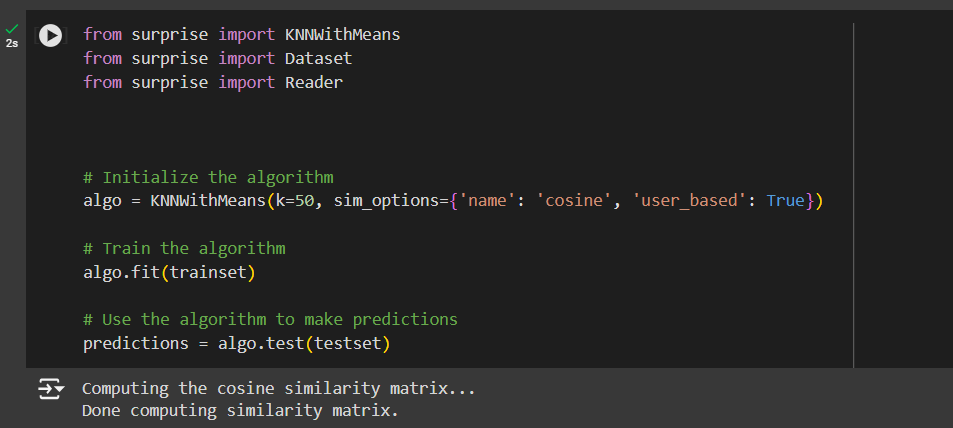 from surprise import KNNWithMeans
2s
from surprise import Dataset
from surprise import Reader
# Initialize the algorithm
algo = KNNWithMeans(k=50, sim_options={'name': 'cosine', 'user_based': True})
# Train the algorithm
algo.fit(trainset)
# Use the algorithm to make predictions
predictions = algo.test(testset)
Computing the cosine similarity matrix...
Done computing similarity matrix.